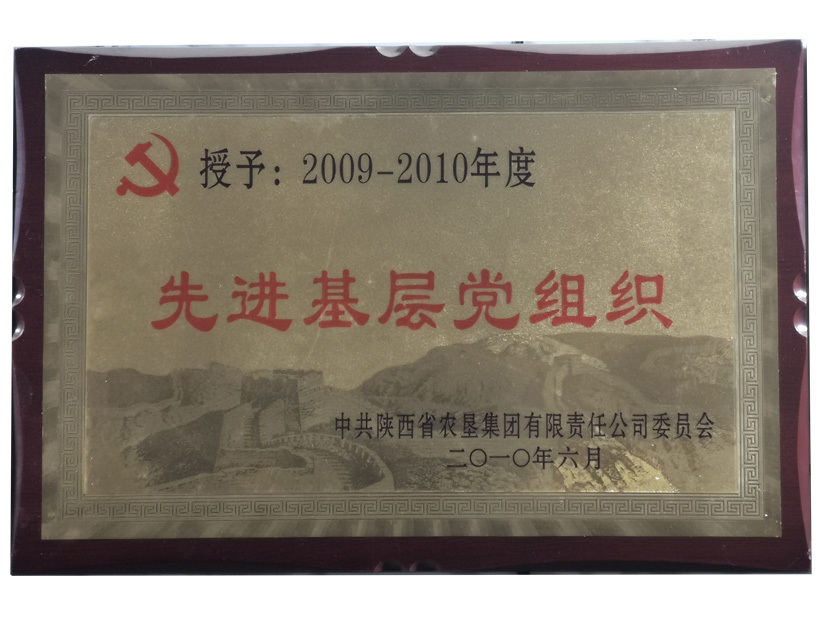 授予：2009-2010年度
先进基层党组织
中共陕西省农垦集团有限责任公司委员会
二〇一〇年六月